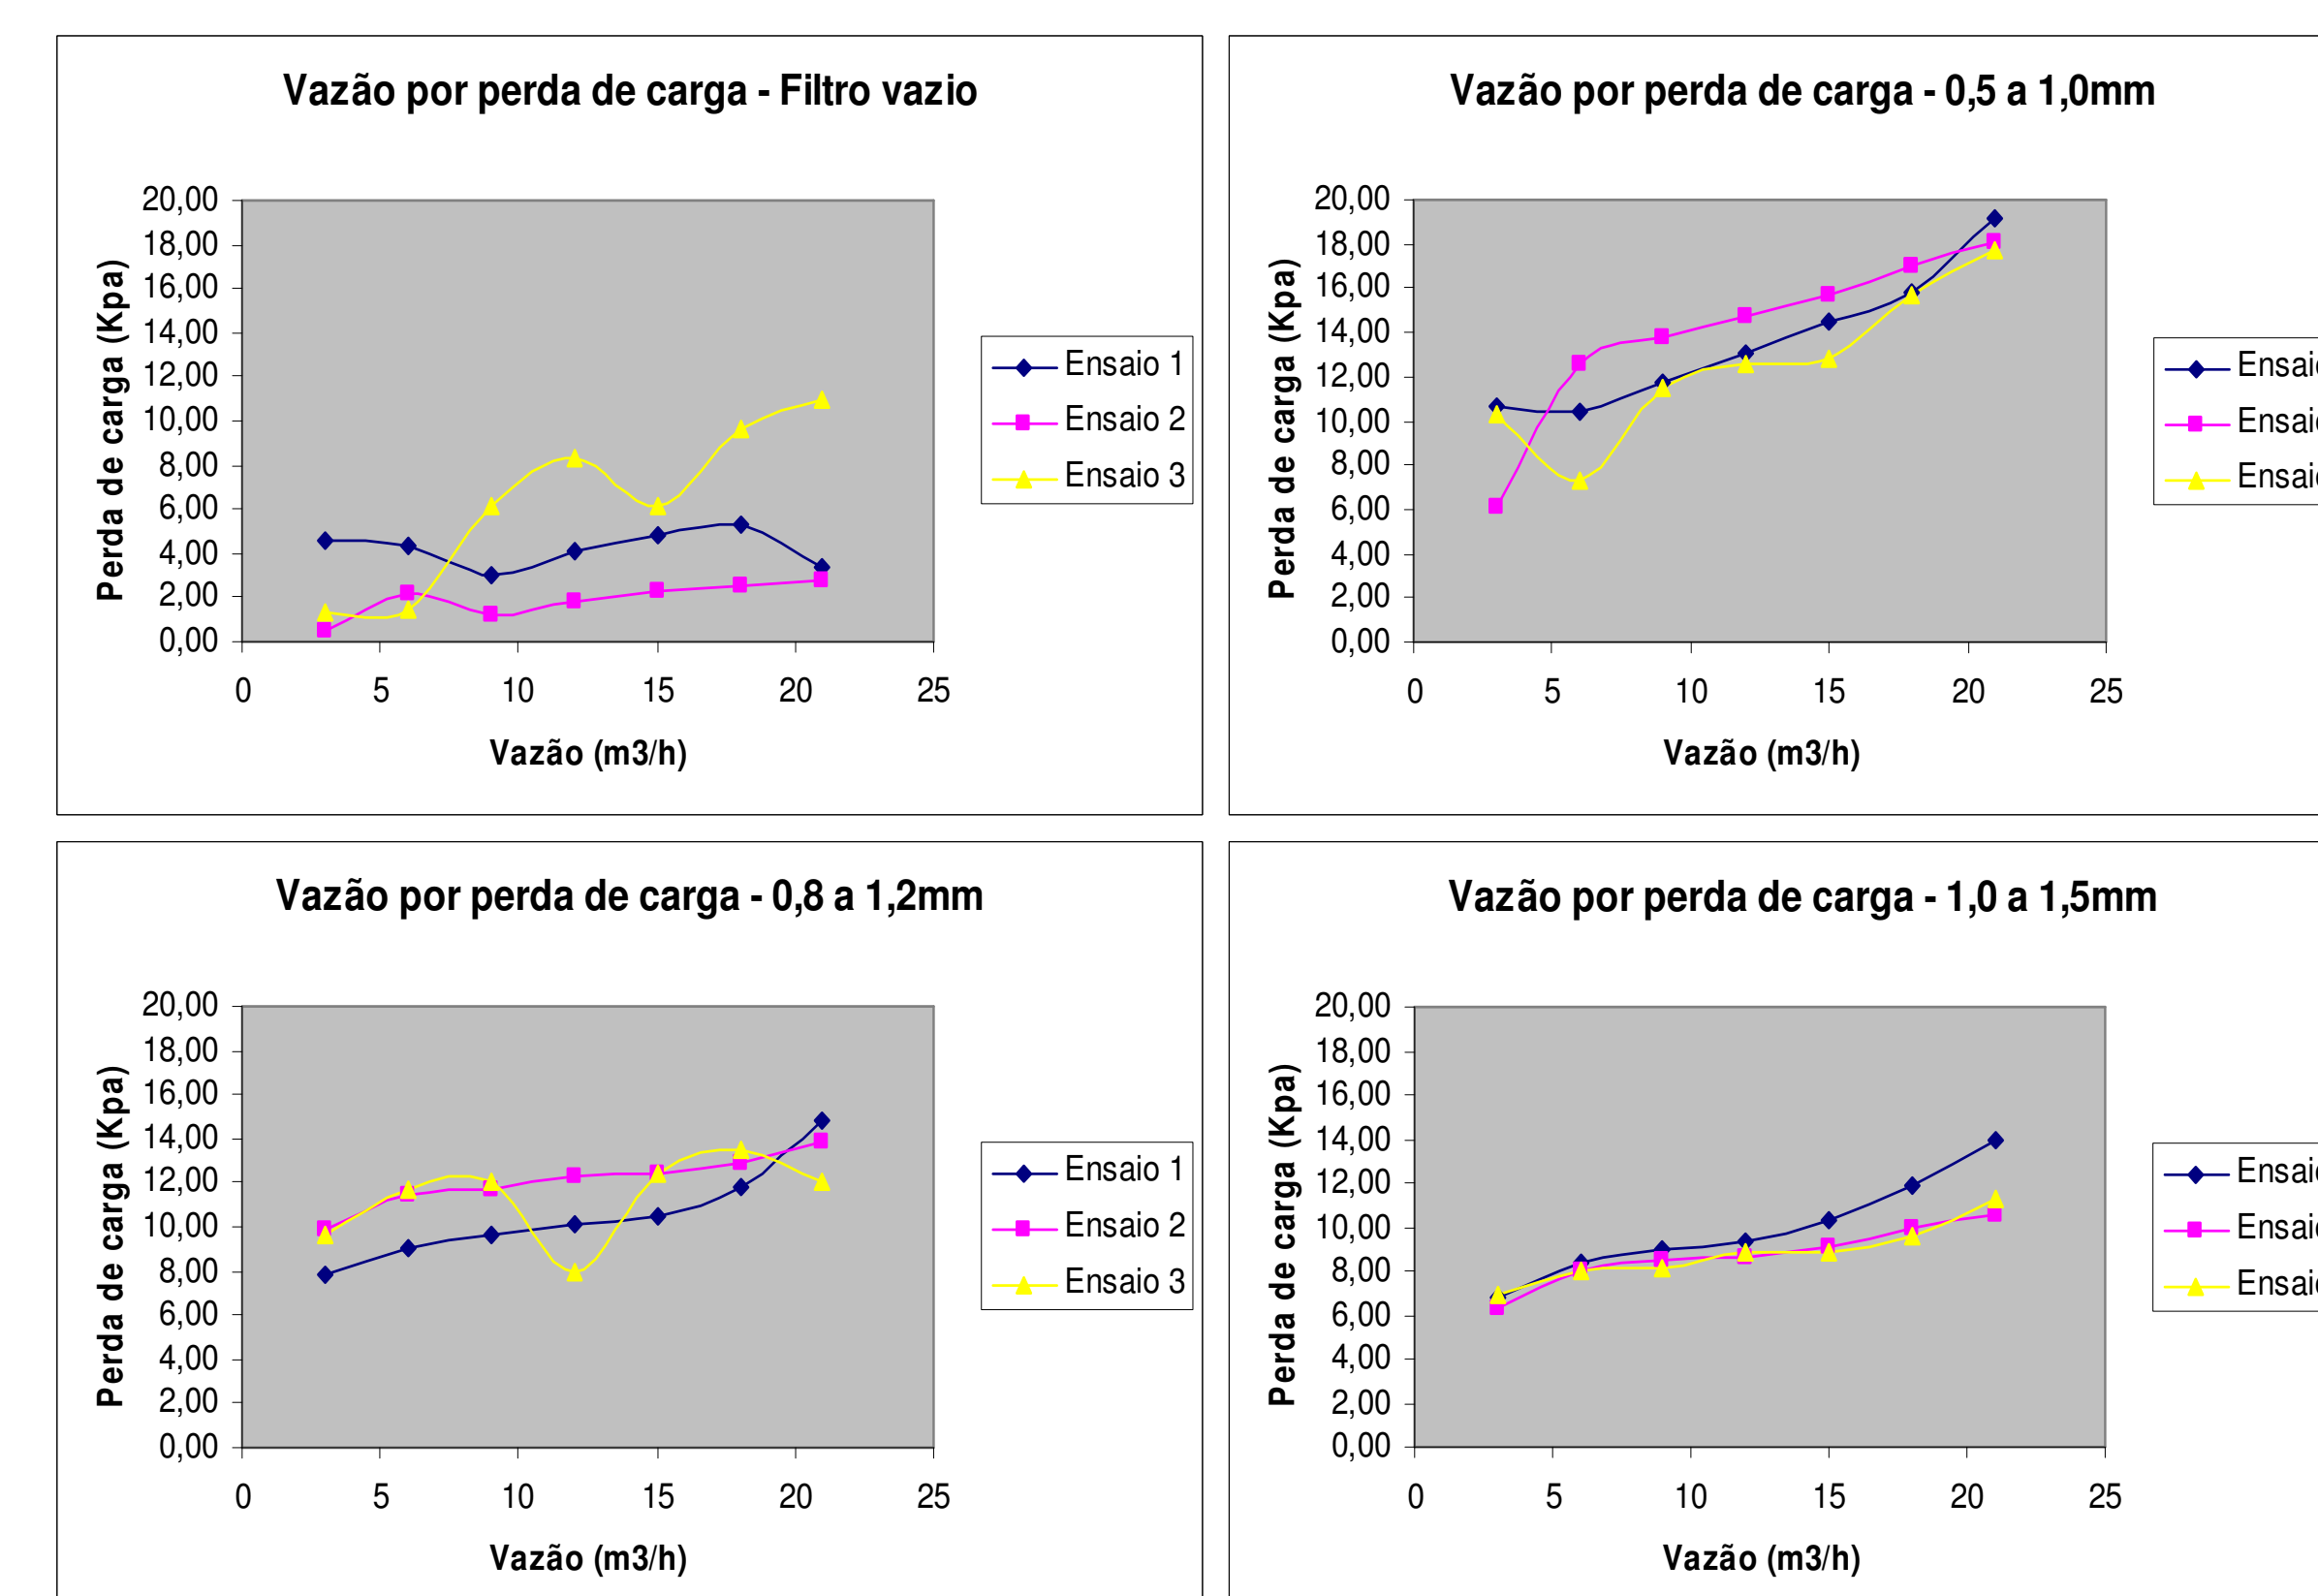 Vazão por perda de carga - Filtro vazio
20,00
18,00
16,00
14,00
12,00
10,00
8,00
6,00
4,00
2,00
0,00
Perda de carga (Kpa)
0 5 10 15 20 25
Vazão (m3/h)
Ensaio 1
Ensaio 2
Ensaio 3
Vazão por perda de carga - 0,5 a 1,0mm
20,00
18,00
16,00
14,00
12,00
10,00
8,00
6,00
4,00
2,00
0,00
Perda de carga (Kpa)
0 5 10 15 20 25
Vazão (m3/h)
Ensaio
Ensaio
Ensaio
Vazão por perda de carga - 0,8 a 1,2mm
20,00
18,00
16,00
14,00
12,00
10,00
8,00
6,00
4,00
2,00
0,00
Perda de carga (Kpa)
0 5 10 15 20 25
Vazão (m3/h)
Ensaio 1
Ensaio 2
Ensaio 3
Vazão por perda de carga - 1,0 a 1,5mm
20,00
18,00
16,00
14,00
12,00
10,00
8,00
6,00
4,00
2,00
0,00
Perda de carga (Kpa)
0 5 10 15 20 25
Vazão (m3/h)
Ensaio
Ensaio
Ensaio